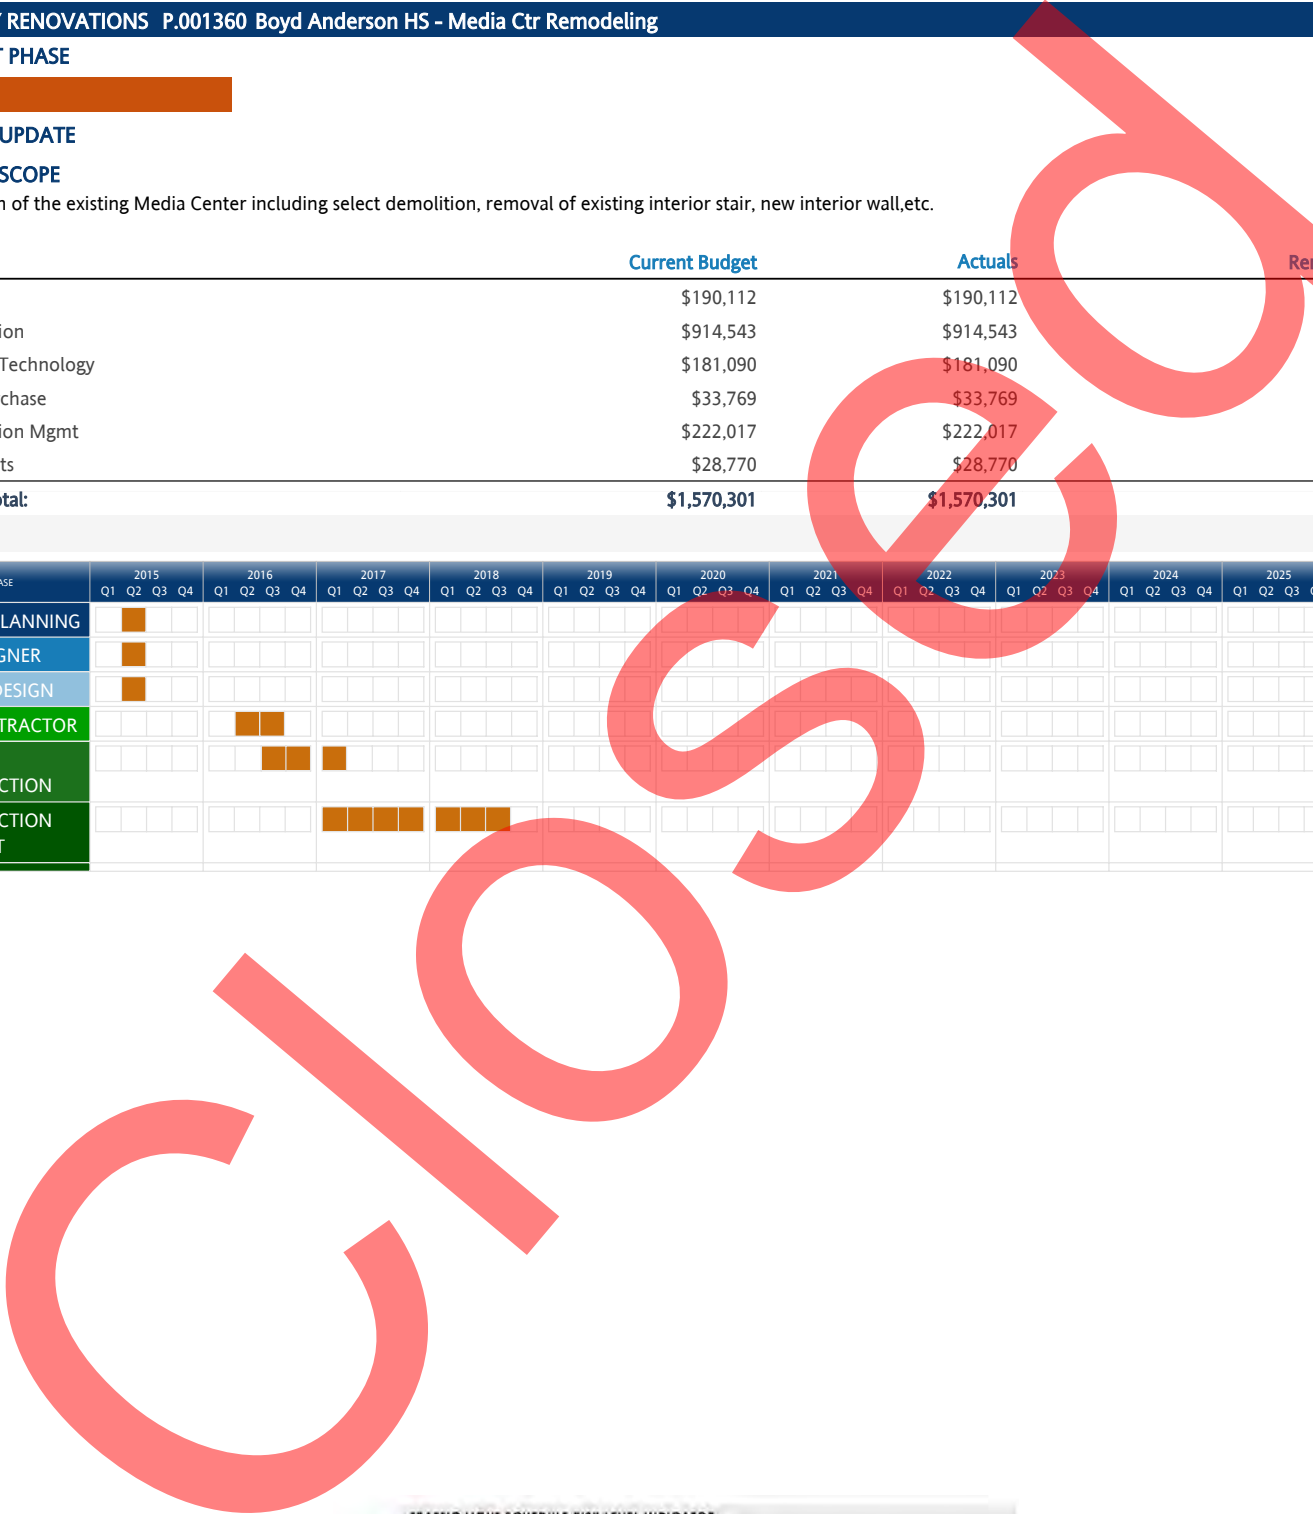 RENOVATIONS P.001360 Boyd Anderson HS - Media Ctr Remodeling
PHASE
UPDATE
SCOPE
of the existing Media Center including select demolition, removal of existing interior stair, new interior wall,etc.
Current Budget Actuals
$190,112 $190,112
ion $914,543 $914,543
Technology $181,090 $181,090
chase $33,769 $33,769
ion Mgmt $222,017 $222,017
ts $28,770 $28,770
tal: $1,570,301 $1,570,301
ASE 2015 2016 2017 2018 2019 2020 2021 2022 2023 2024 2025
Q1 Q2 Q3 Q4 Q1 Q2 Q3 Q4 Q1 Q2 Q3 Q4 Q1 Q2 Q3 Q4 Q1 Q2 Q3 Q4 Q1 Q2 Q3 Q4 Q1 Q2 Q3 Q4 Q1 Q2 Q3 Q4 Q1 Q2 Q3 Q4 Q1 Q2 Q3 Q4 Q1 Q2 Q3
LANNING
GNER
DESIGN
TRACTOR
CTION
CTION
T
Closed